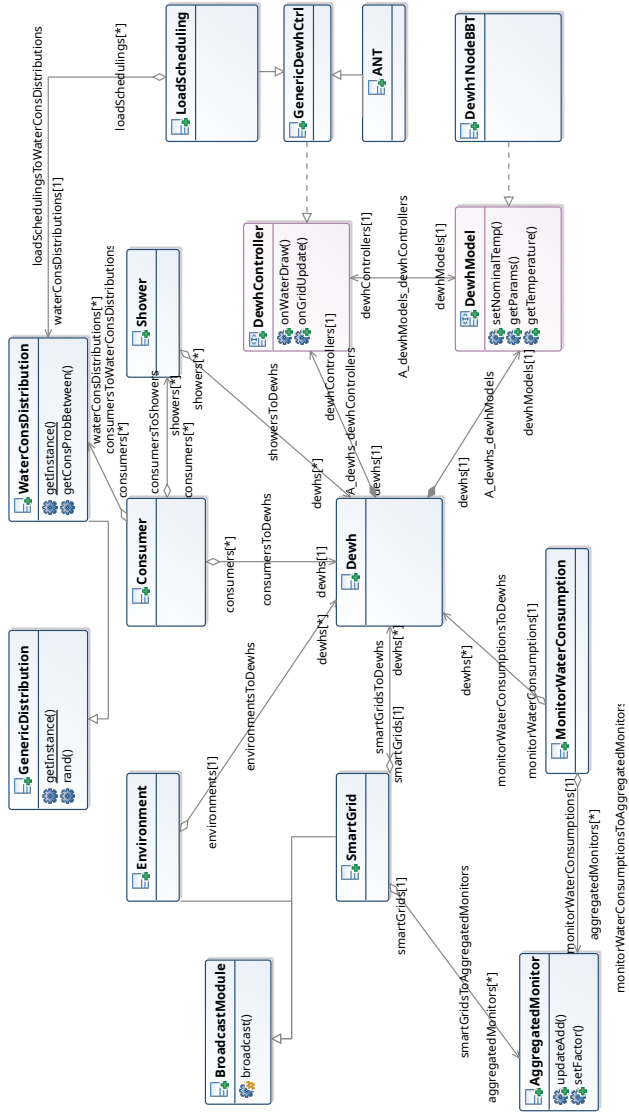 GenericDistribution
getInstance()
rand()
WaterConsDistribution
getInstance()
getConsProbBetween()
loadSchedulingsToWaterConsDistributions
waterConsDistributions[1]
loadSchedulings[*]
LoadScheduling
GenericDewhCtrl
ANT
Dewh1NodeBBT
Environment
Consumer
Shower
waterConsDistributions[*]
consumersToWaterConsDistributions
consumers[*]
consumersToShowers
showers[*]
consumers[*]
showers[*]
showersToDewhs
dewhs[*]
consumers[*]
consumersToDewhs
dewhs[1]
environments[1]
environmentsToDewhs
dewhs[*]
BroadcastModule
broadcast()
SmartGrid
smartGridsToDewhs
smartGrids[1]
dewhs[*]
Dewh
DewhController
onWaterDraw()
onGridUpdate()
dewhControllers[1]
A_dewhs_dewhControllers
dewhs[1]
dewhControllers[1]
A_dewhModels_dewhControllers
dewhModels[1]
DewhModel
setNominalTemp()
getParams()
getTemperature()
dewhs[1]
A_dewhs_dewhModels
dewhModels[1]
smartGrids[1]
smartGridsToAggregatedMonitors
aggregatedMonitors[*]
dewhs[*]
monitorWaterConsumptionsToDewhs
monitorWaterConsumptions[1]
MonitorWaterConsumption
AggregatedMonitor
updateAdd()
setFactor()
monitorWaterConsumptions[1]
aggregatedMonitors[*]
monitorWaterConsumptionsToAggregatedMonitors